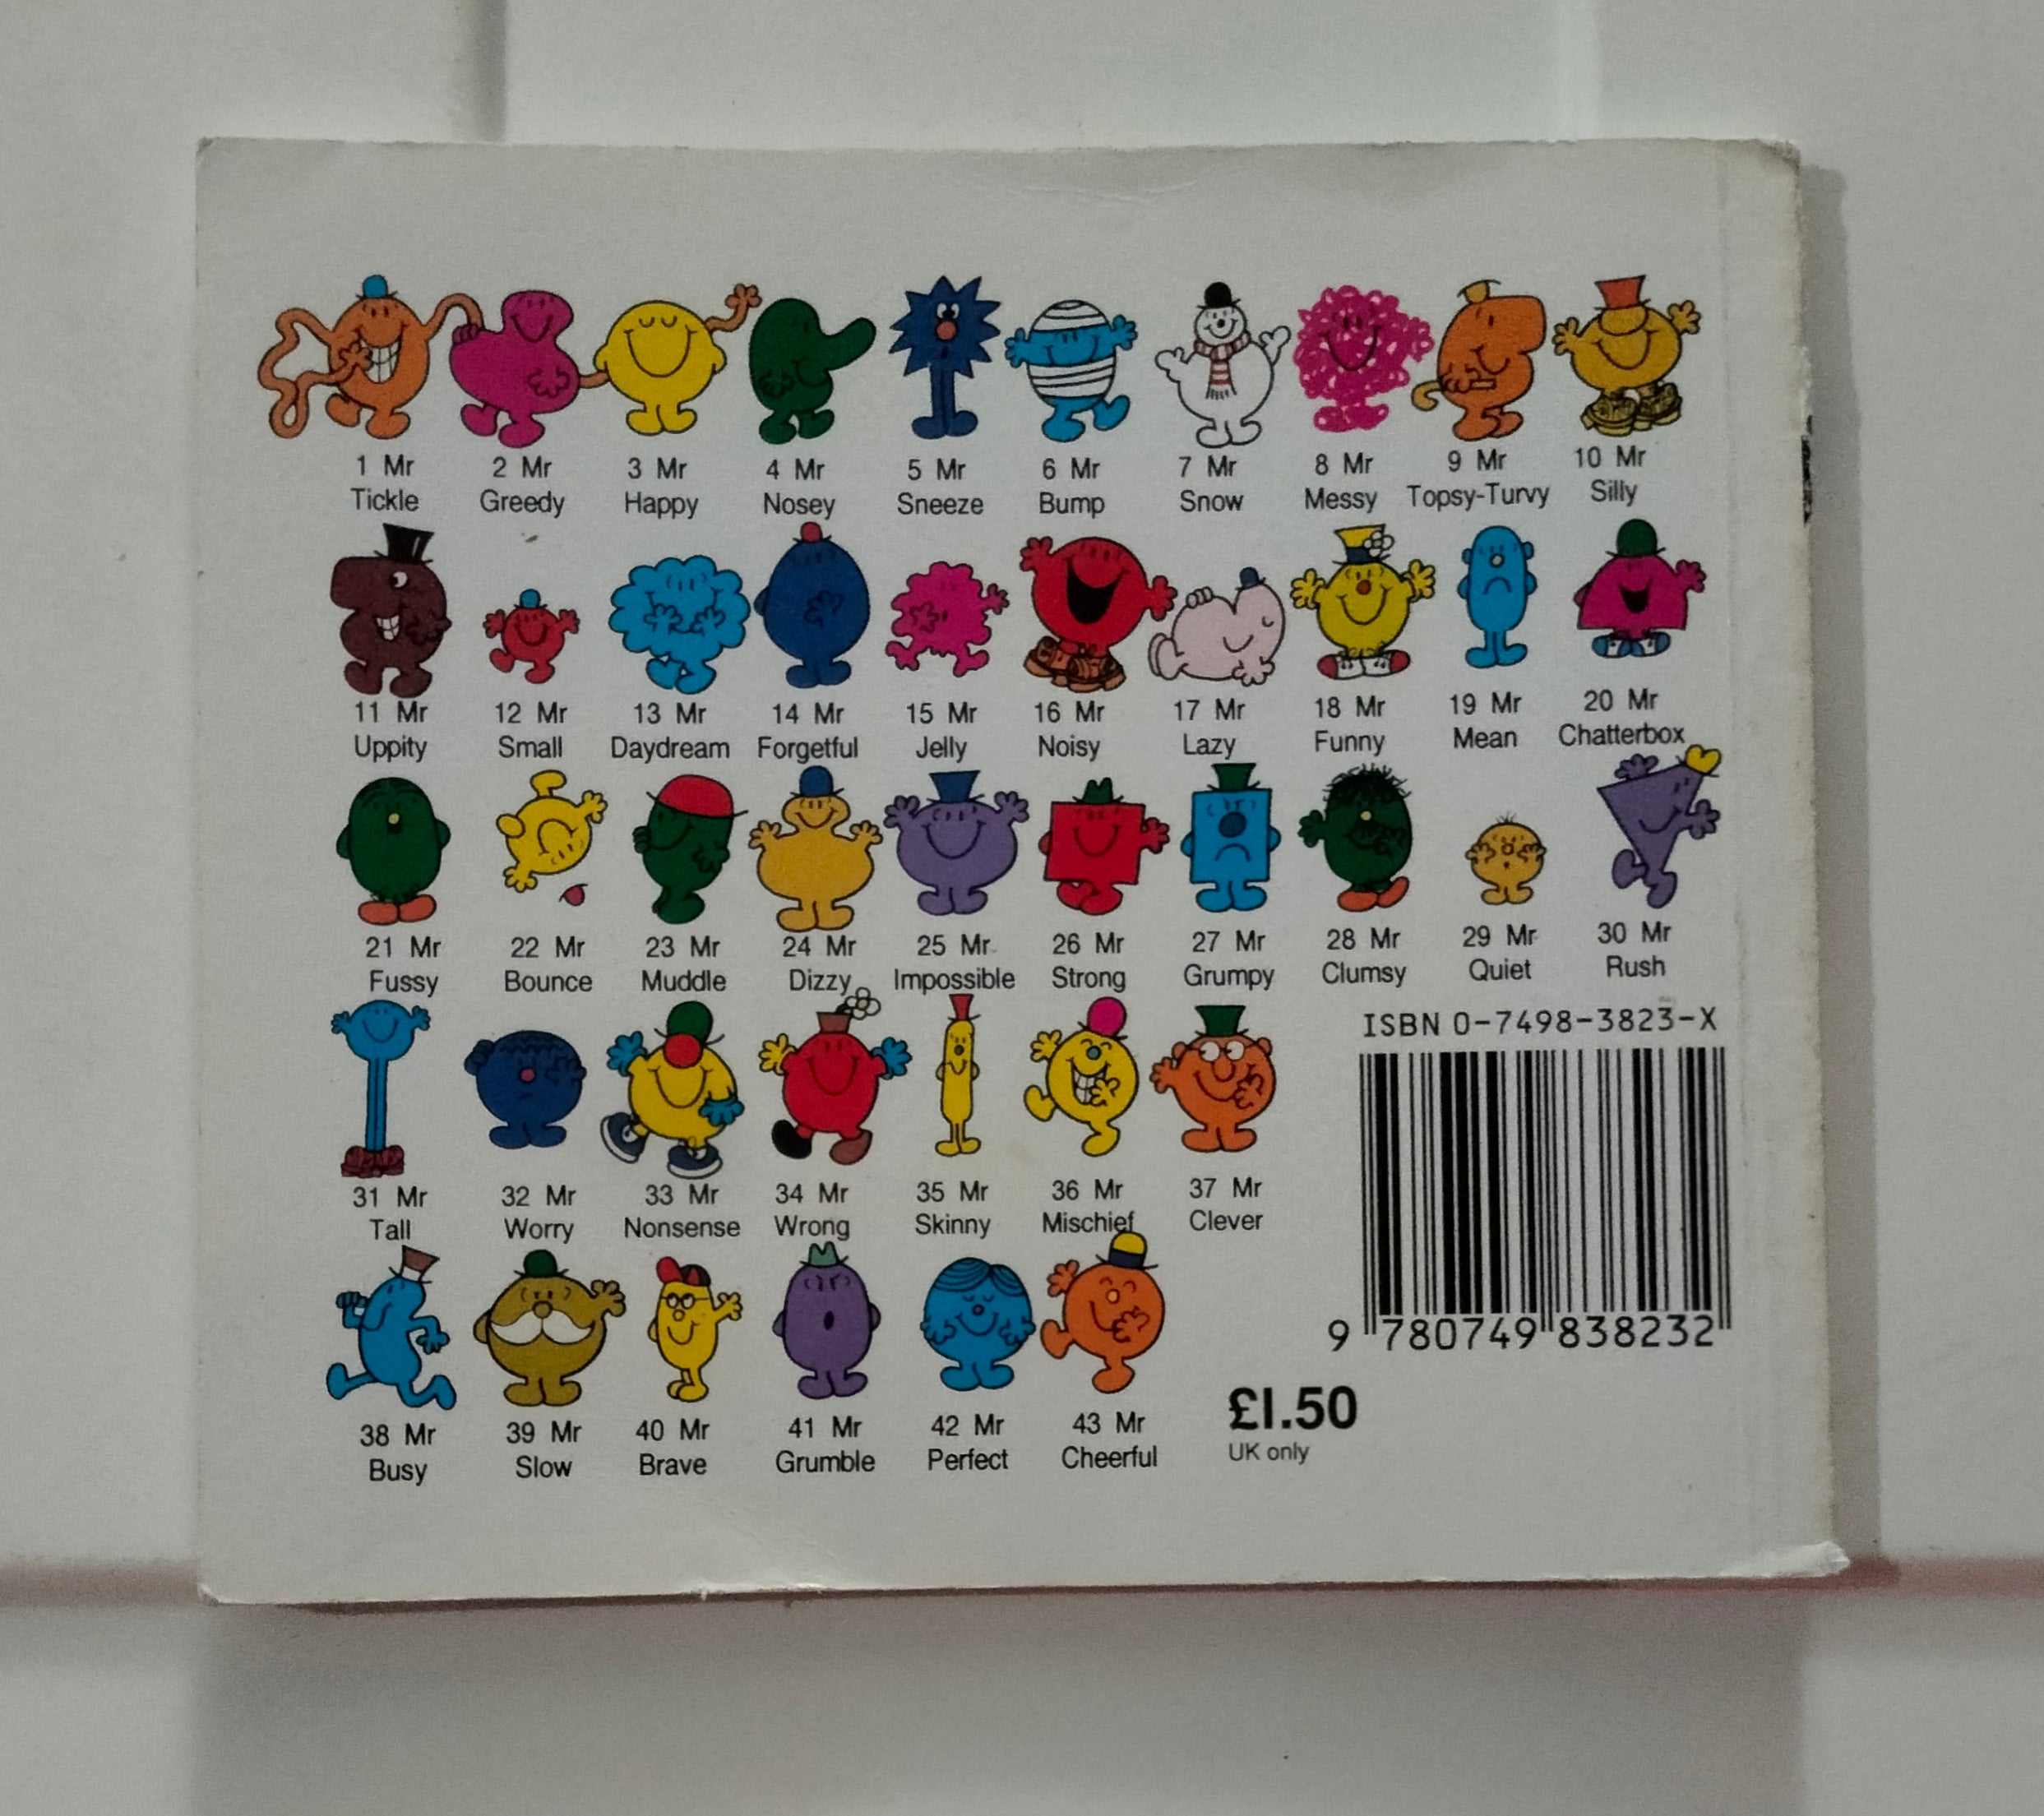 1 Mr 2 Mr 3 Mr 4 Mr 5 Mr 6 Mr 7 Mr 8 Mr 9 Mr 10 Mr
Tickle Greedy Happy Nosey Sneeze Bump Snow Messy Topsy-Turvy Silly
11 Mr 12 Mr 13 Mr 14 Mr 15 Mr 16 Mr 17 Mr 18 Mr 19 Mr 20 Mr
Uppity Small Daydream Forgetful Jelly Noisy Lazy Funny Mean Chatterbox
21 Mr 22 Mr 23 Mr 24 Mr 25 Mr 26 Mr 27 Mr 28 Mr 29 Mr 30 Mr
Fussy Bounce Muddle Dizzy Impossible Strong Grumpy Clumsy Quiet Rush
ISBN 0-7498-3823-X
31 Mr 32 Mr 33 Mr 34 Mr 35 Mr 36 Mr 37 Mr
Tall Worry Nonsense Wrong Skinny Mischief Clever
9 780749 838232
38 Mr 39 Mr 40 Mr 41 Mr 42 Mr 43 Mr
Busy Slow Brave Grumble Perfect Cheerful
£1.50
UK only